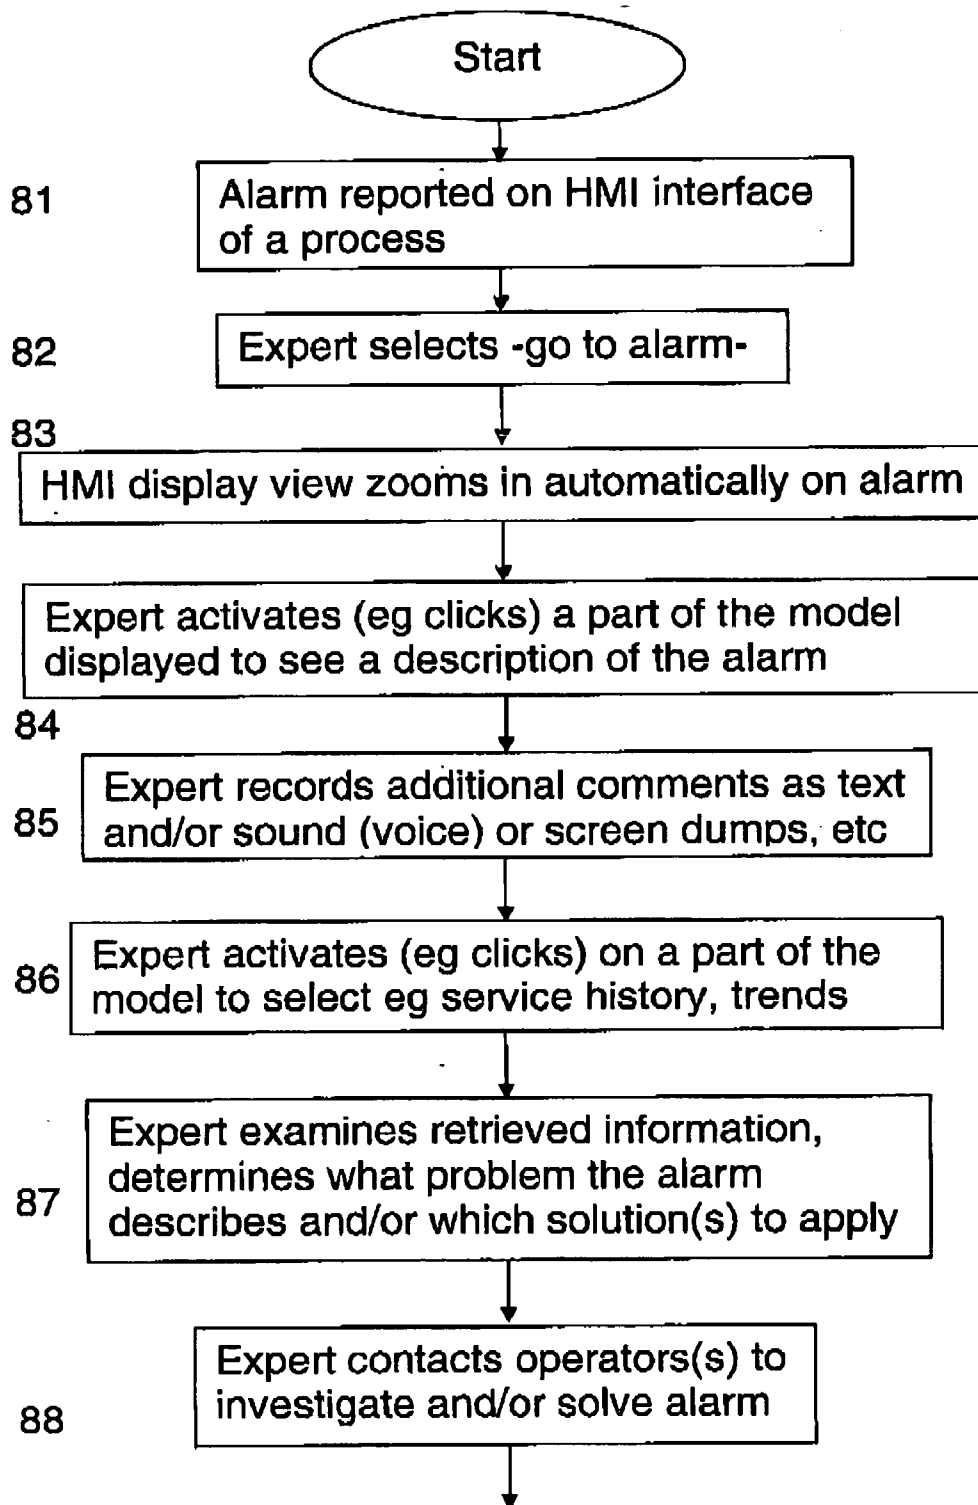 Start
81
Alarm reported on HMI interface
of a process
82
Expert selects -go to alarm-
83
HMI display view zooms in automatically on alarm
Expert activates (eg clicks) a part of the model
displayed to see a description of the alarm
84
Expert records additional comments as text
85
and/or sound (voice) or screen dumps, etc
Expert activates (eg clicks) on a part of the
86
model to select eg service history, trends
Expert examines retrieved information,
determines what problem the alarm
87
describes and/or which solution(s) to apply
Expert contacts operators(s) to
investigate and/or solve alarm
88